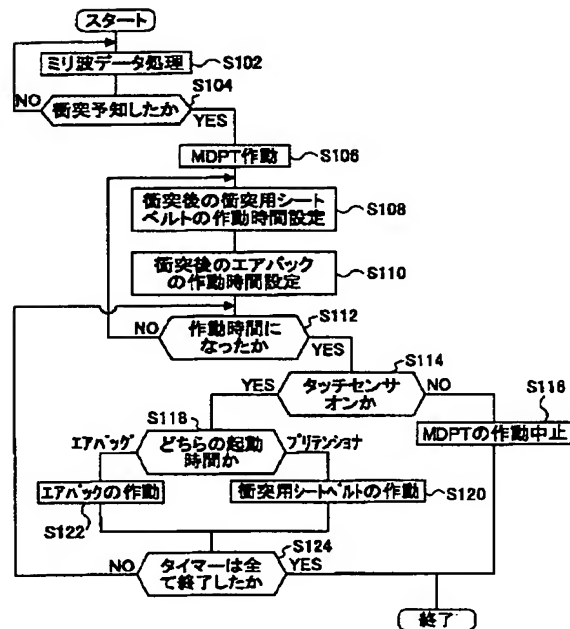 スタート
ミリ波データ処理
S102
S104
衝突予知したか
NO
YES
MDPT作動
S106
衝突後の衝突用シート
ベルトの作動時間設定
S108
衝突後のエアバック
の作動時間設定
S110
S112
作動時間に
なったか
NO
YES
S114
タッチセンサ
オンか
YES
NO
S116
MDPTの作動中止
S118
どちらの起動
時間か
エアバッグ
プリテンショナ
エアバックの作動
S122
衝突用シートベルトの作動
S120
S124
タイマーは全
て終了したか
NO
YES
終了